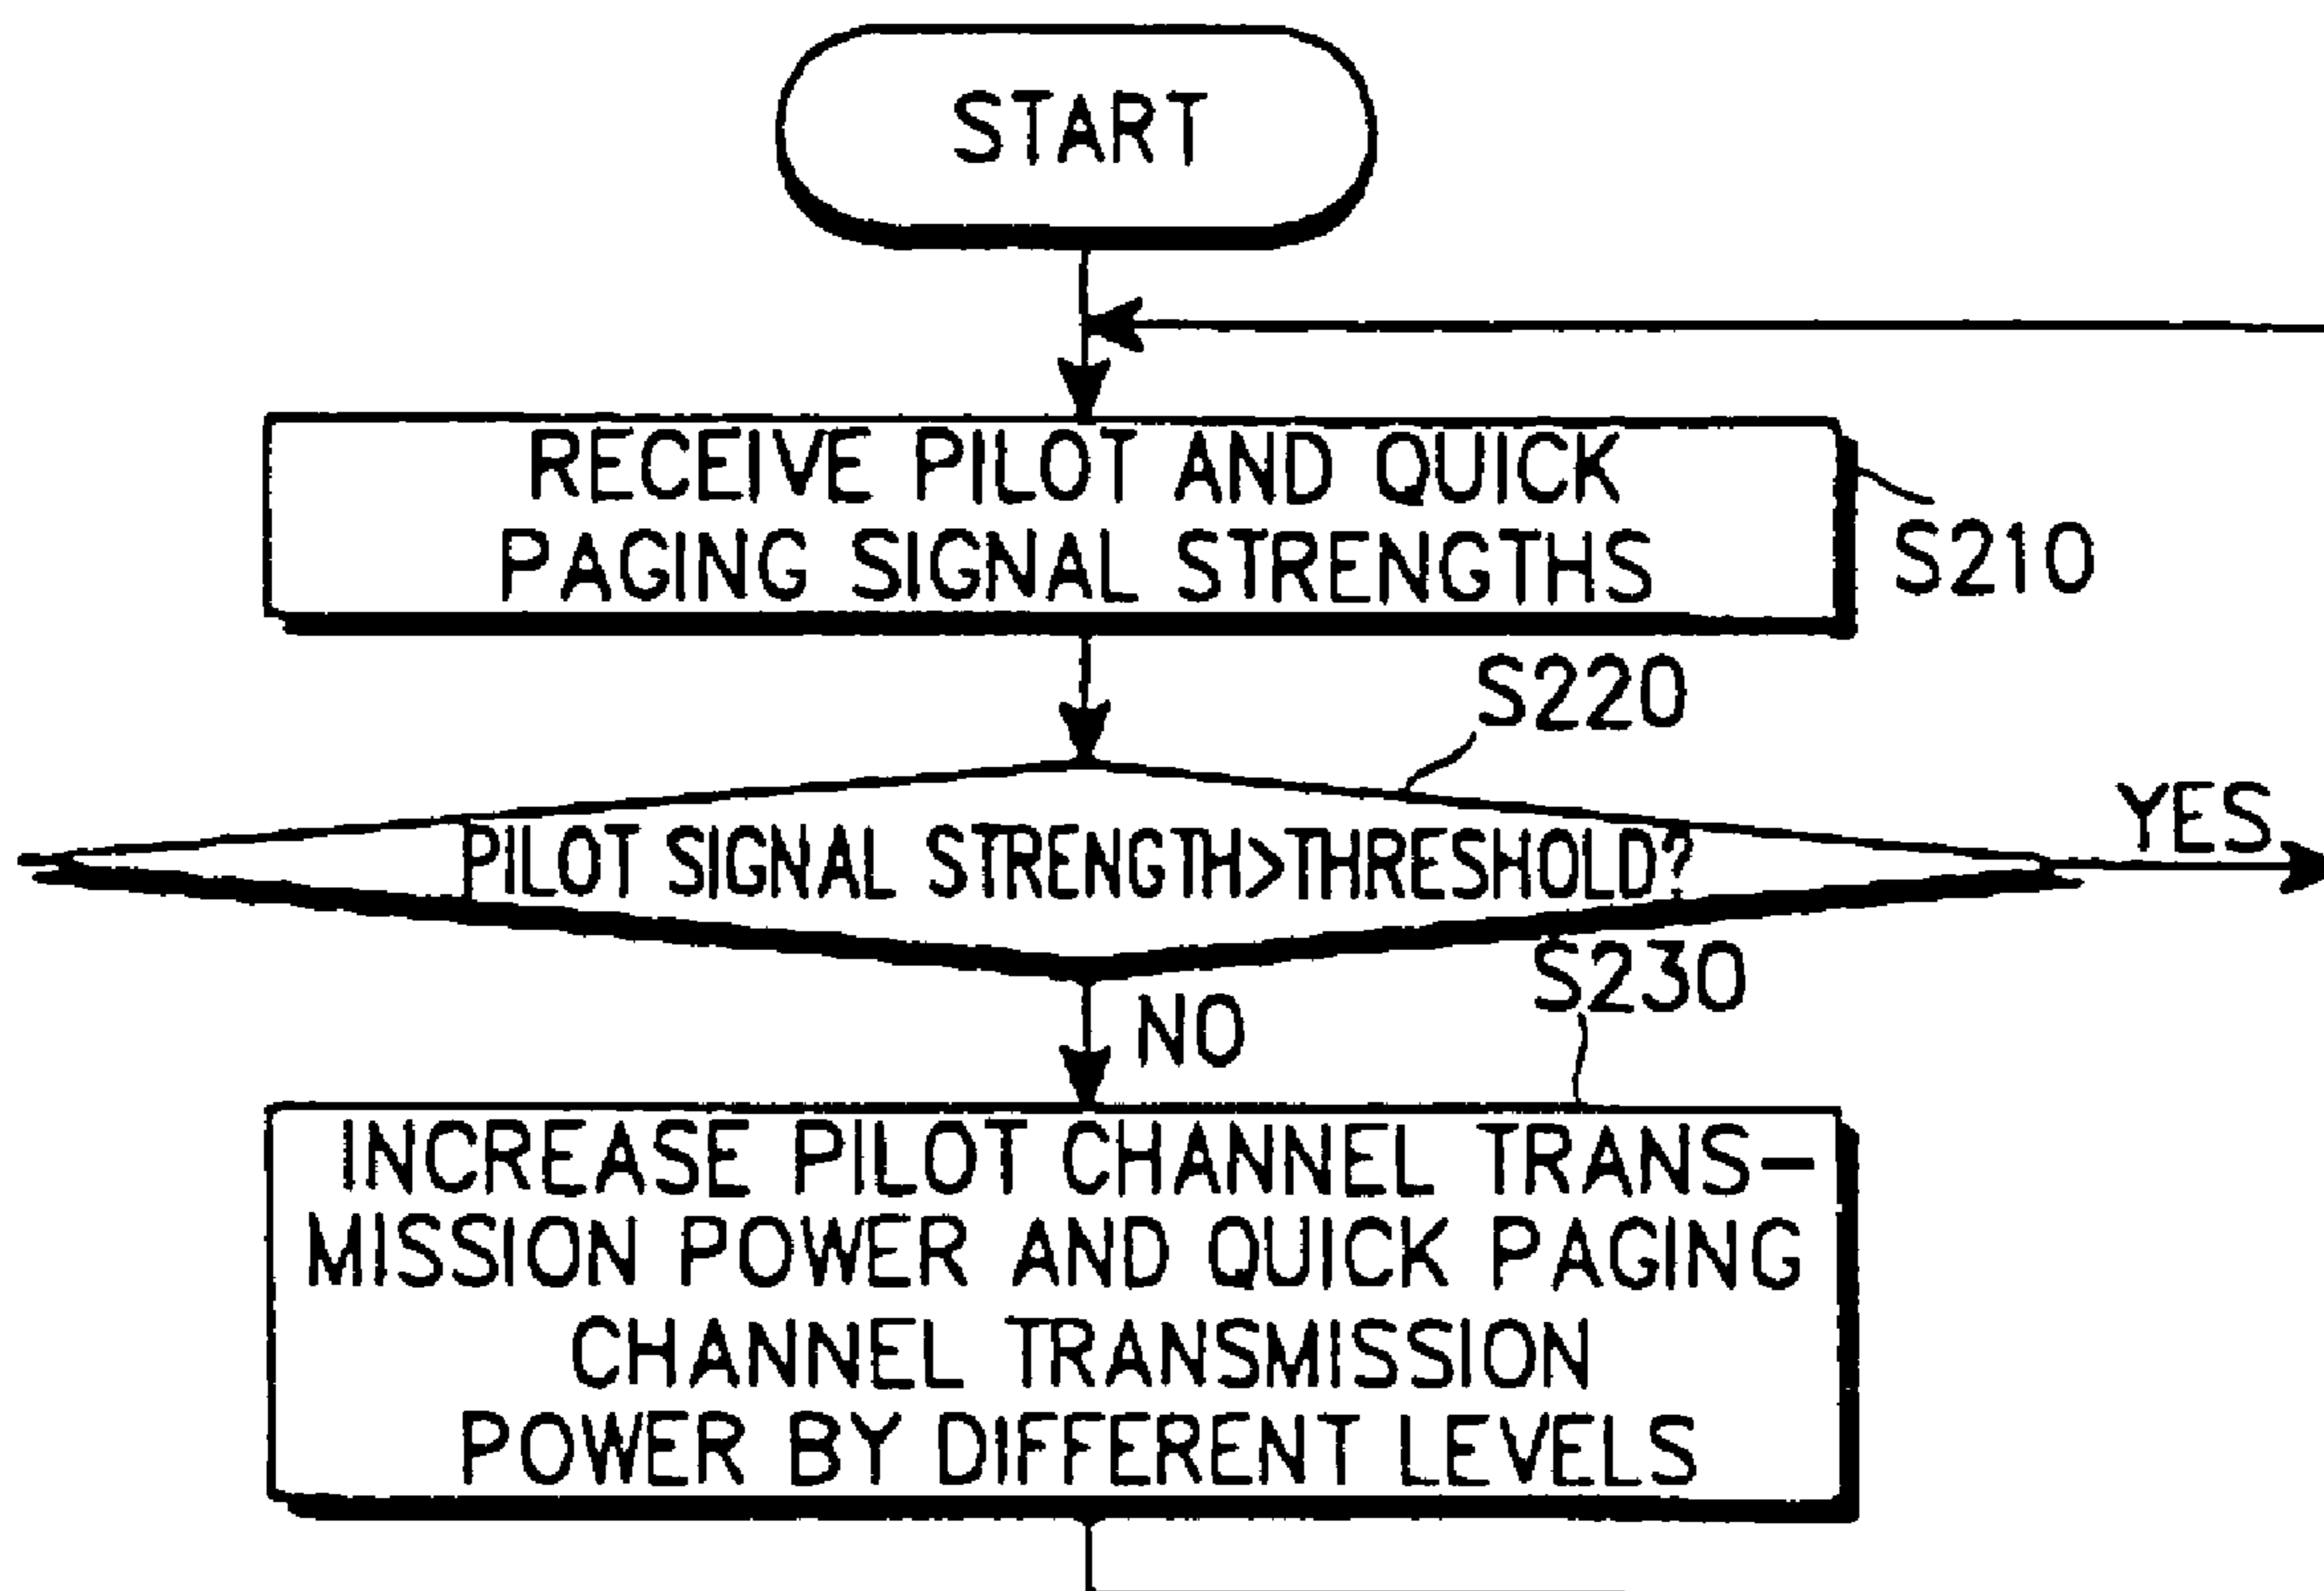 START
RECEIVE PILOT AND QUICK
PAGING SIGNAL STRENGTHS
S210
S220
PILOT SIGNAL STRENGTH>THRESHOLD?
YES
S230
NO
INCREASE PILOT CHANNEL TRANS-
MISSION POWER AND QUICK PAGING
CHANNEL TRANSMISSION
POWER BY DIFFERENT LEVELS